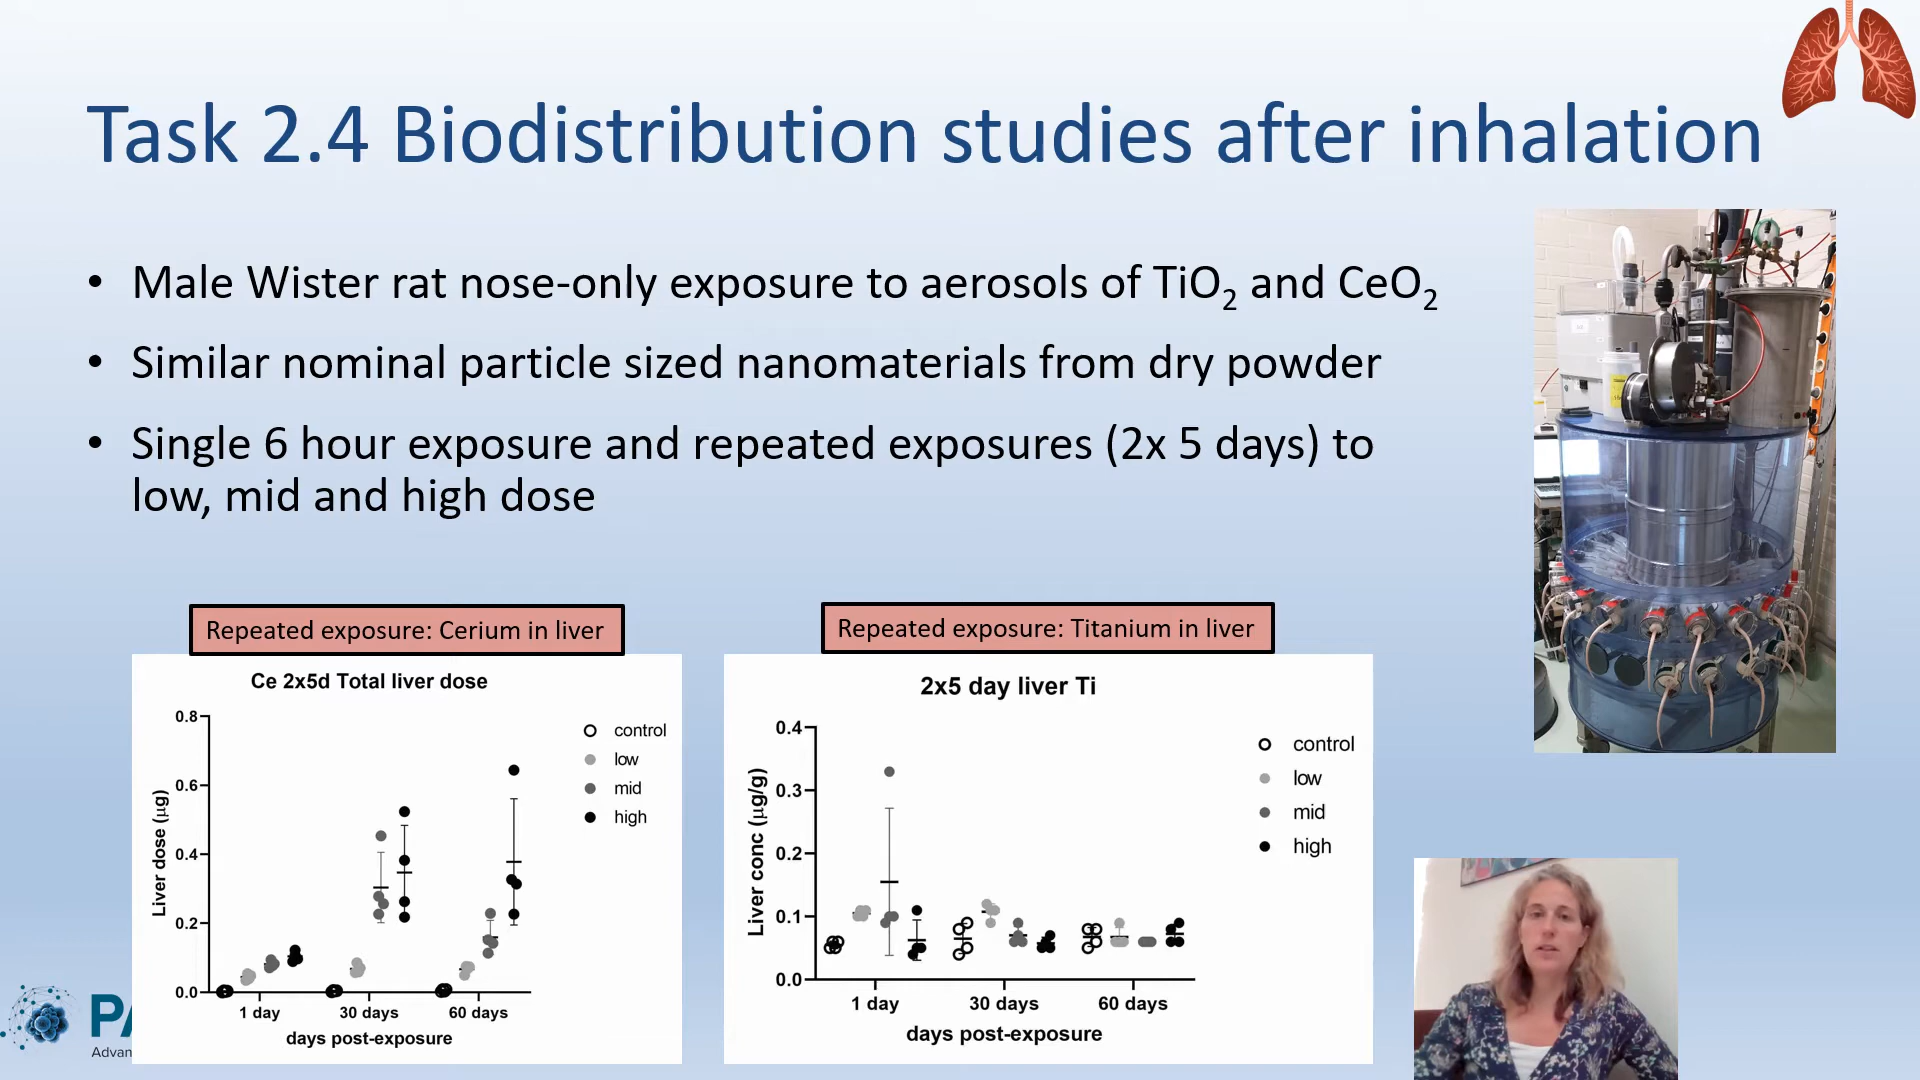 Task 2.4 Biodistribution studies after inhalation
• Male Wister rat nose-only exposure to aerosols of TiO2 and CeO2
• Similar nominal particle sized nanomaterials from dry powder
• Single 6 hour exposure and repeated exposures (2x 5 days) to
low, mid and high dose
Repeated exposure: Cerium in liver
Ce 2x5d Total liver dose
Liver dose (µg)
0.8
0.6
0.4
0.2
0.0
1 day 30 days 60 days
days post-exposure
control
low
mid
high
Repeated exposure: Titanium in liver
2x5 day liver Ti
Liver conc (µg/g)
0.4
0.3
0.2
0.1
0.0
1 day 30 days 60 days
days post-exposure
control
low
mid
high
PA
Advan